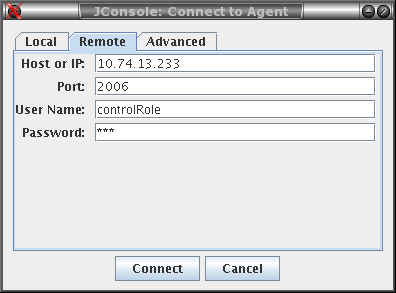 JConsole: Connect to Agent
Local Remote Advanced
Host or IP: 10.74.13.233
Port: 2006
User Name: controlRole
Password: ***
Connect Cancel